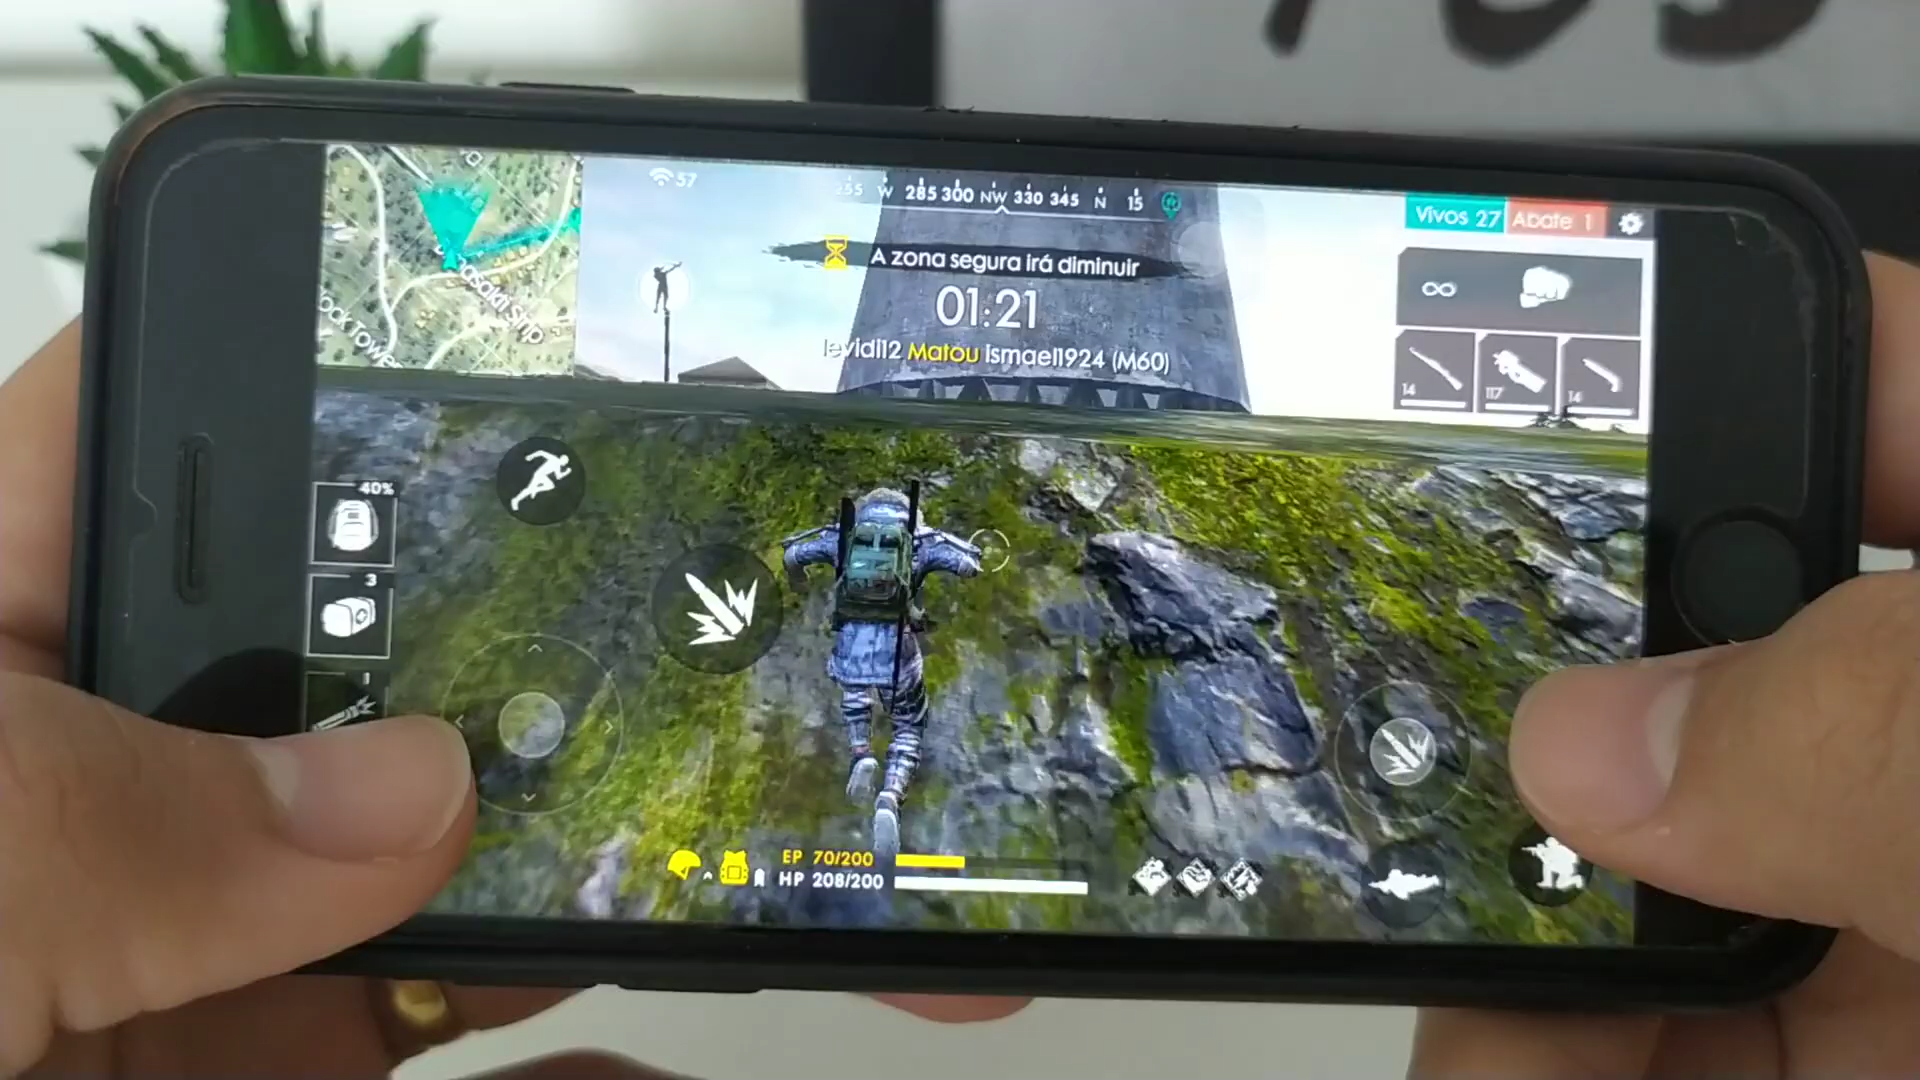 57
255 W 285 300 NW 330 345 N 15
Vivos 27 Abate 1
A zona segura irá diminuir
01:21
levidi12 Matou ismael1924 (M60)
14
117
14
40%
3
EP 70/200
HP 208/200